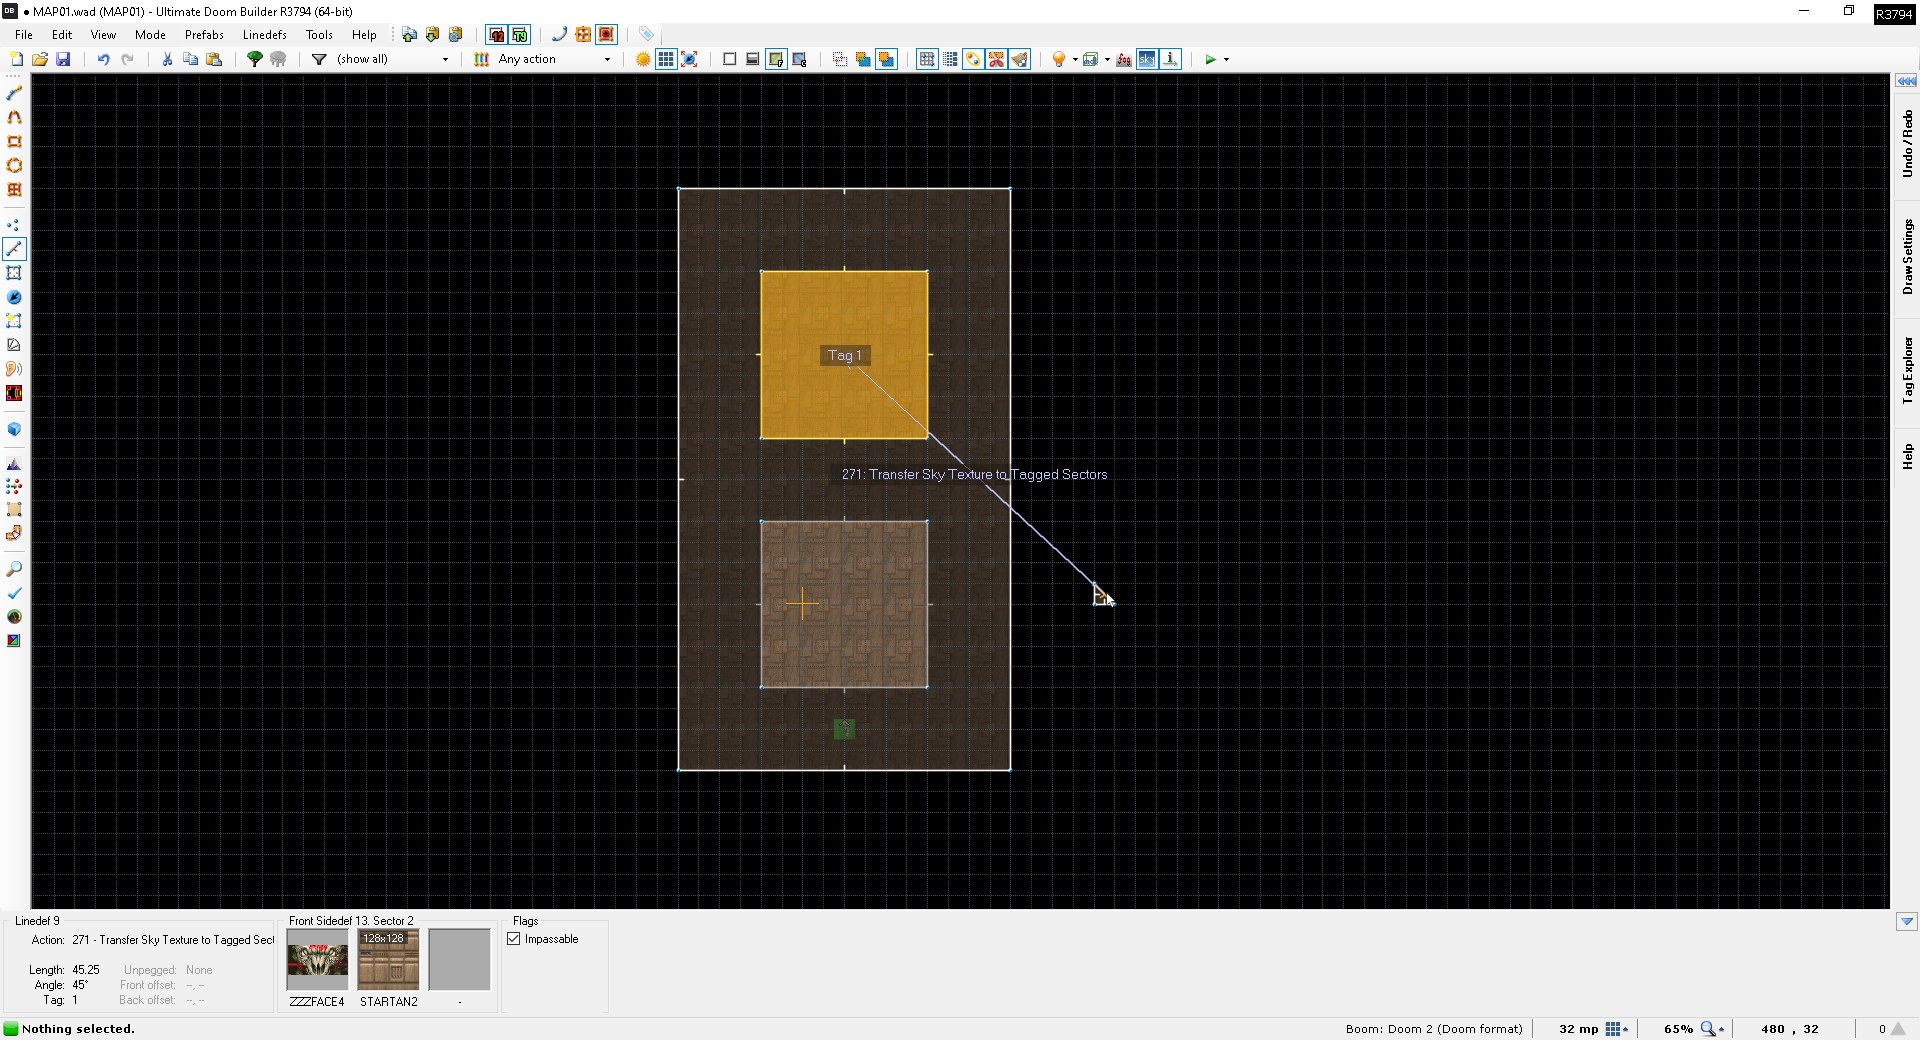 MAP01.wad (MAP01) - Ultimate Doom Builder R3794 (64-bit)
R3794
File Edit View Mode Prefabs Linedefs Tools Help
(show all) Any action
fog sky
Undo / Redo
Draw Settings
Tag Explorer
Help
Tag 1
271: Transfer Sky Texture to Tagged Sectors
Linedef 9
Action: 271 - Transfer Sky Texture to Tagged Sect
Length: 45.25 Unpegged: None
Angle: 45° Front offset: --, --
Tag: 1 Back offset: --, --
Front Sidedef 13. Sector 2
128x128
ZZZFACE4 STARTAN2 -
Flags
Impassable
Nothing selected.
Boom: Doom 2 (Doom format) 32 mp 65% 480 , 32 0